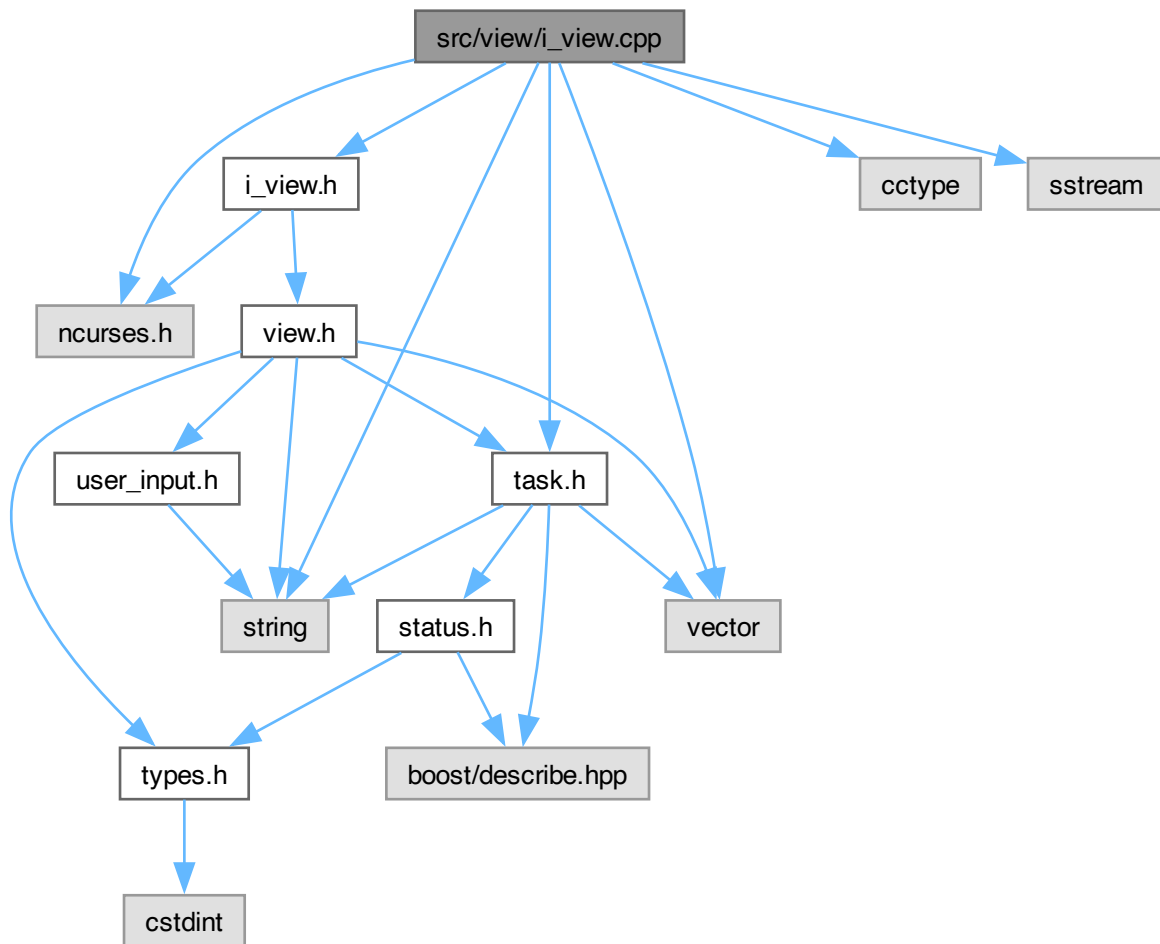 src/view/i_view.cpp
i_view.h
cctype
sstream
ncurses.h
view.h
user_input.h
task.h
string
status.h
vector
types.h
boost/describe.hpp
cstdint